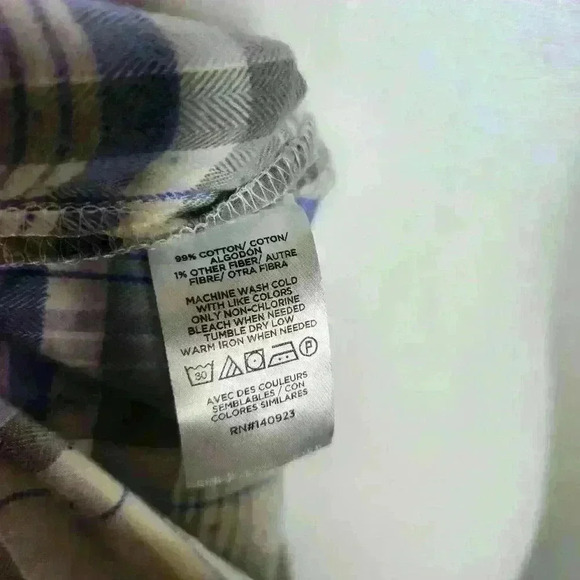 99% COTTON/ COTON/
ALGODÓN
1% OTHER FIBER/ AUTRE
FIBRE/ OTRA FIBRA
MACHINE WASH COLD
WITH LIKE COLORS
ONLY NON-CHLORINE
BLEACH WHEN NEEDED
TUMBLE DRY LOW
WARM IRON WHEN NEEDED
30 P
AVEC DES COULEURS
SEMBLABLES / CON
COLORES SIMILARES
RN#140923